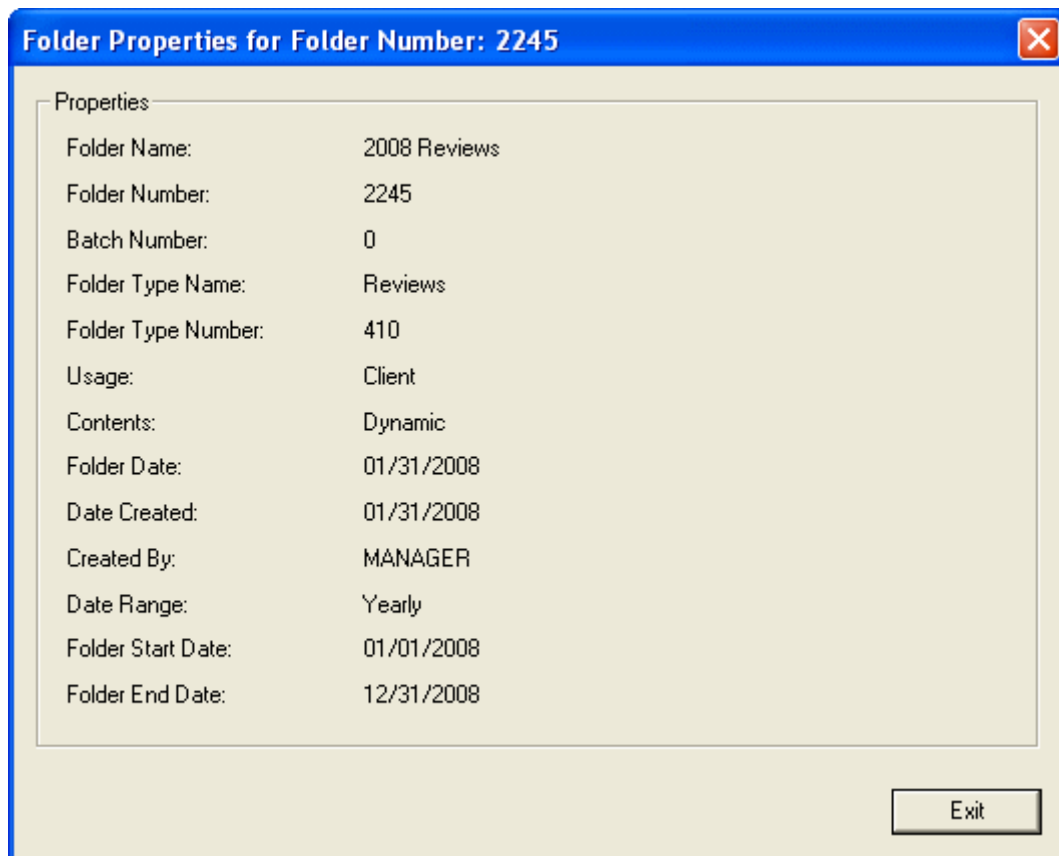 Folder Properties for Folder Number: 2245
Properties
Folder Name: 2008 Reviews
Folder Number: 2245
Batch Number: 0
Folder Type Name: Reviews
Folder Type Number: 410
Usage: Client
Contents: Dynamic
Folder Date: 01/31/2008
Date Created: 01/31/2008
Created By: MANAGER
Date Range: Yearly
Folder Start Date: 01/01/2008
Folder End Date: 12/31/2008
Exit